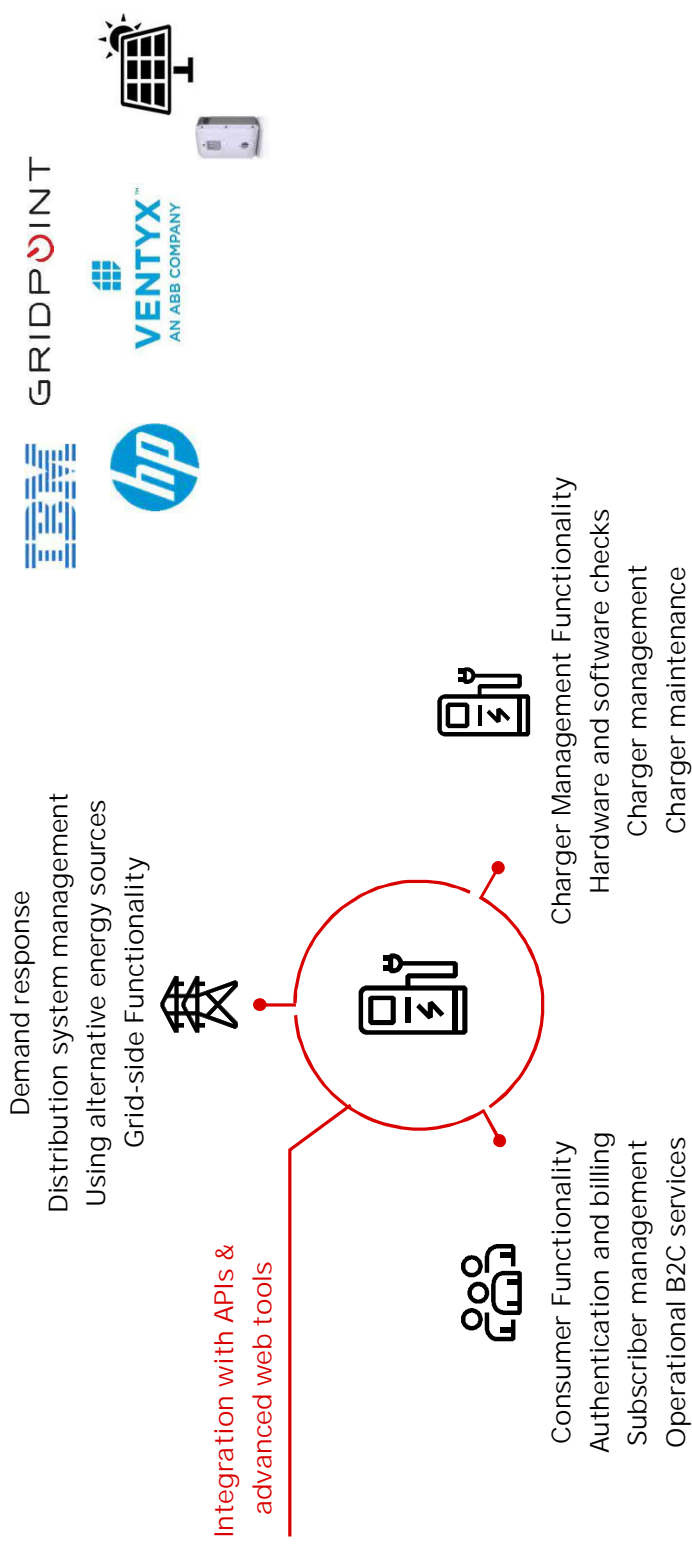 Demand response
Distribution system management
Using alternative energy sources
Grid-side Functionality
IBM
GRIDPOINT
hp
VENTYX™
AN ABB COMPANY
Integration with APIs &
advanced web tools
Consumer Functionality
Authentication and billing
Subscriber management
Operational B2C services
Charger Management Functionality
Hardware and software checks
Charger management
Charger maintenance